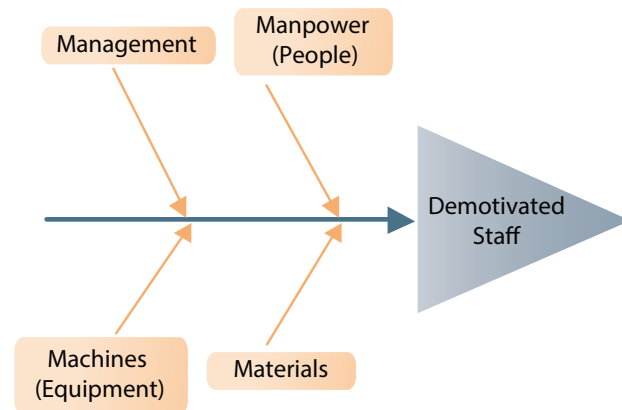 Management
Manpower
(People)
Demotivated
Staff
Machines
(Equipment)
Materials